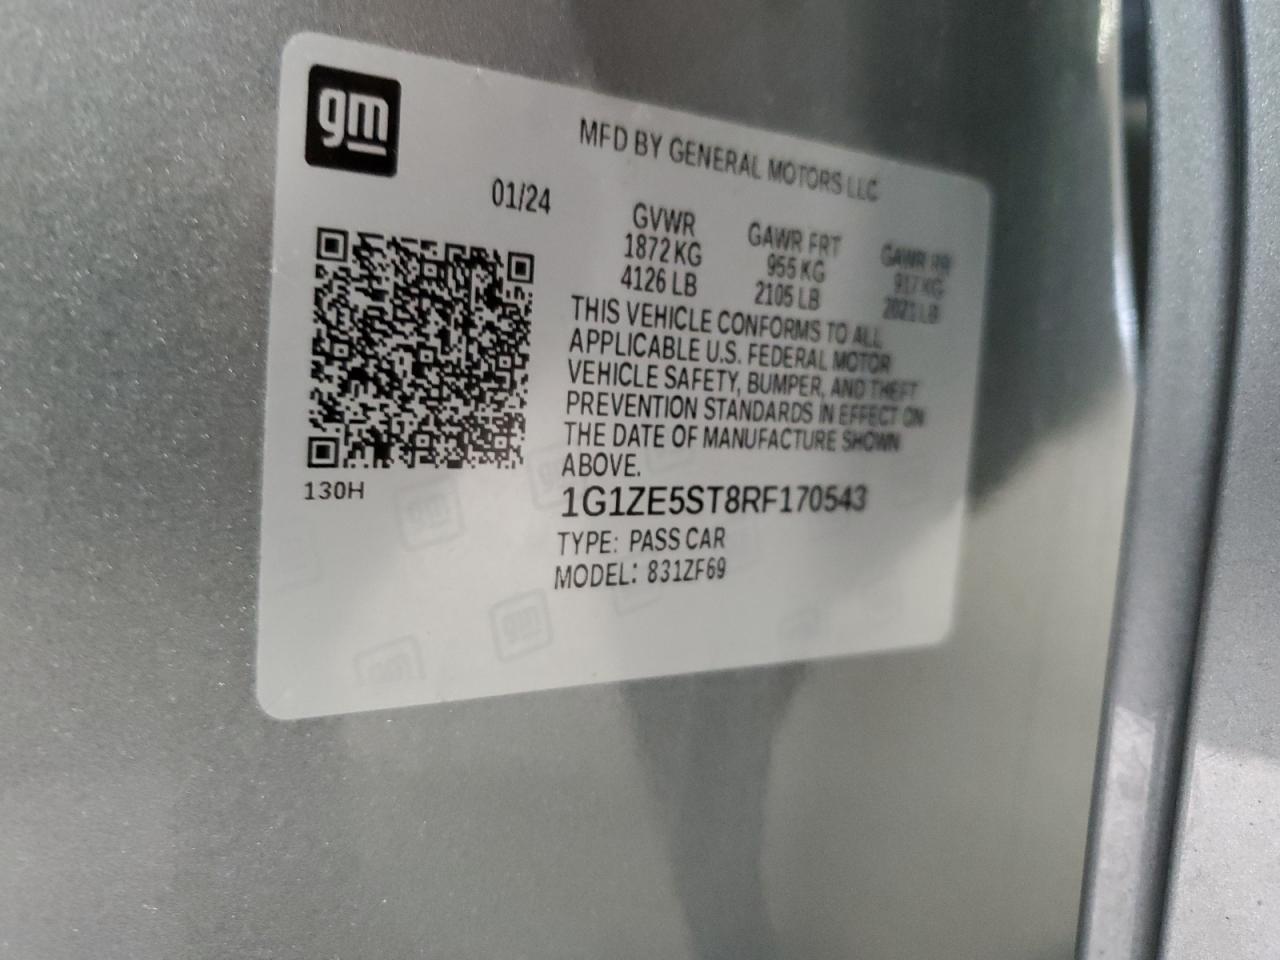 gm
MFD BY GENERAL MOTORS LLC
01/24
GVWR GAWR FRT GAWR RR
1872 KG 955 KG 917 KG
4126 LB 2105 LB 2021 LB
THIS VEHICLE CONFORMS TO ALL
APPLICABLE U.S. FEDERAL MOTOR
VEHICLE SAFETY, BUMPER, AND THEFT
PREVENTION STANDARDS IN EFFECT ON
THE DATE OF MANUFACTURE SHOWN
ABOVE.
130H
1G1ZE5ST8RF170543
TYPE: PASS CAR
MODEL: 831ZF69
gm
gm